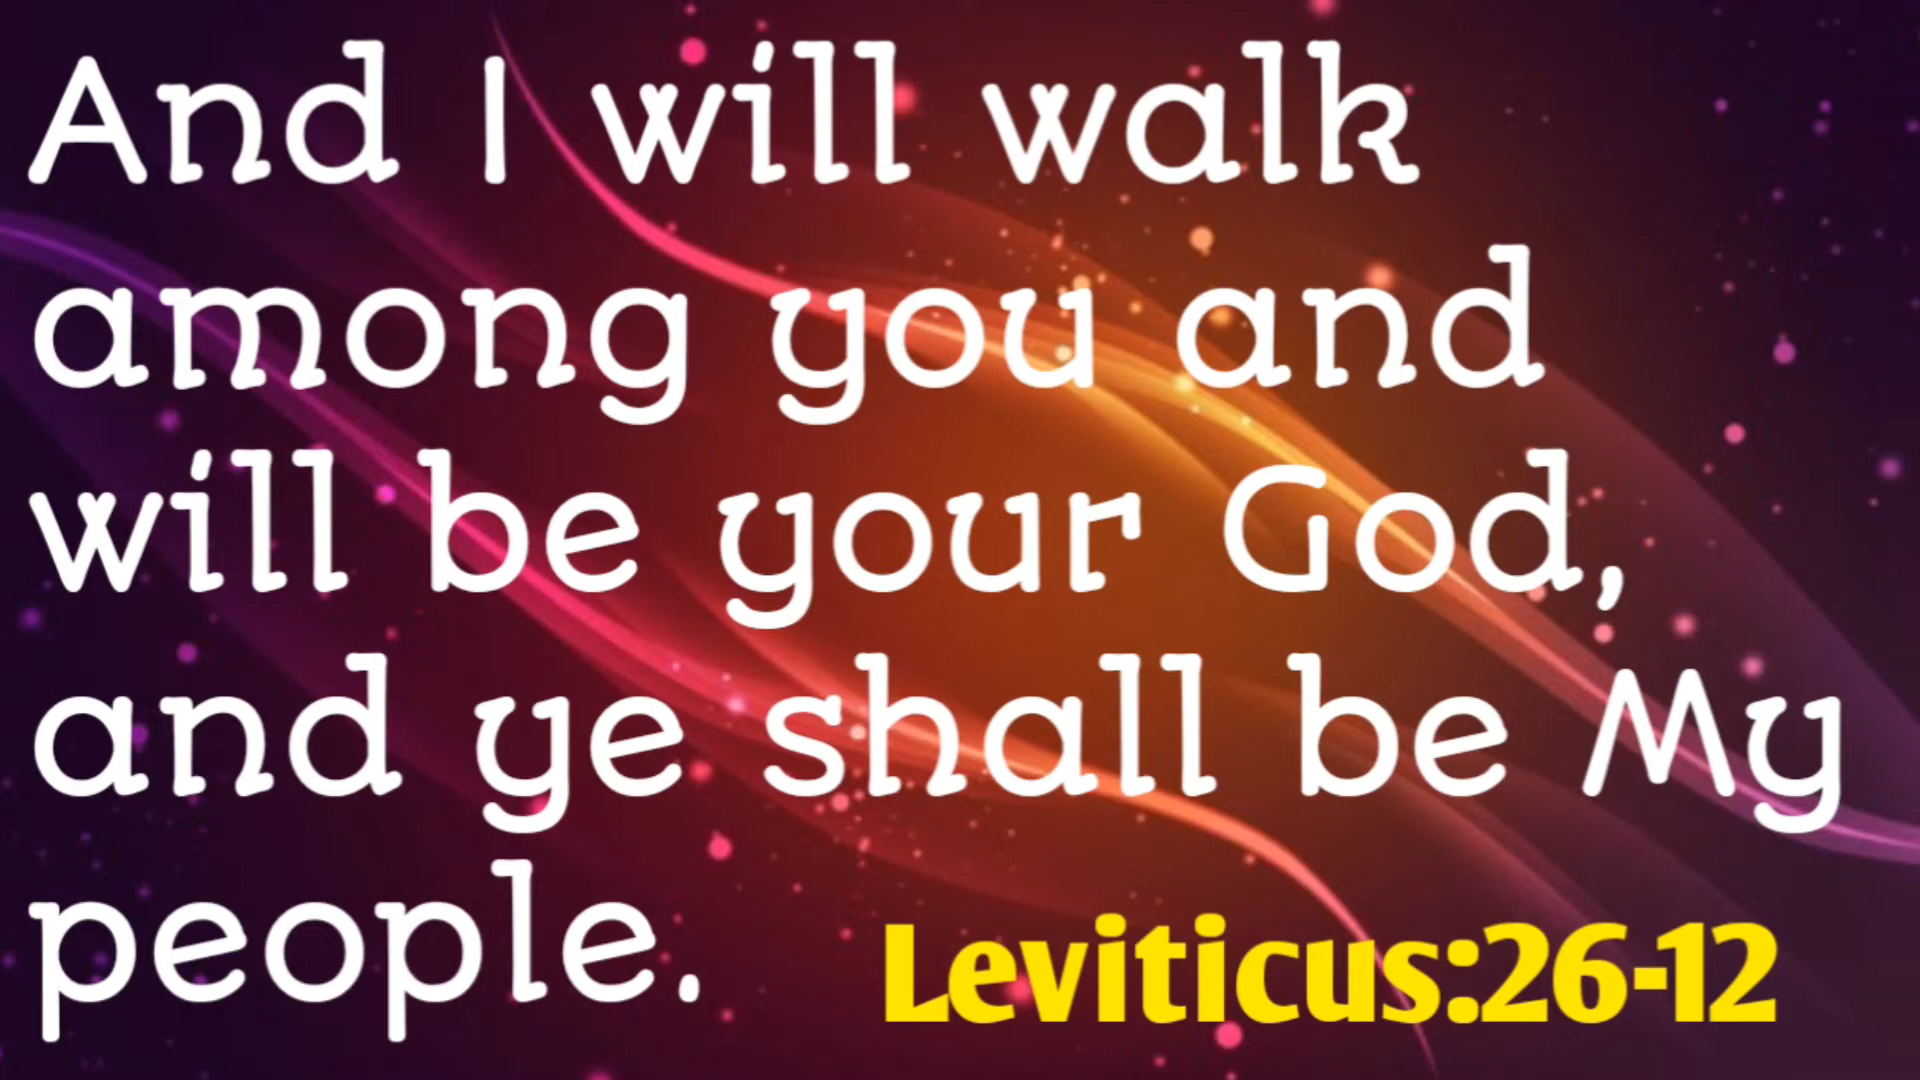 And I will walk
among you and
will be your God,
and ye shall be My
people.
Leviticus:26-12